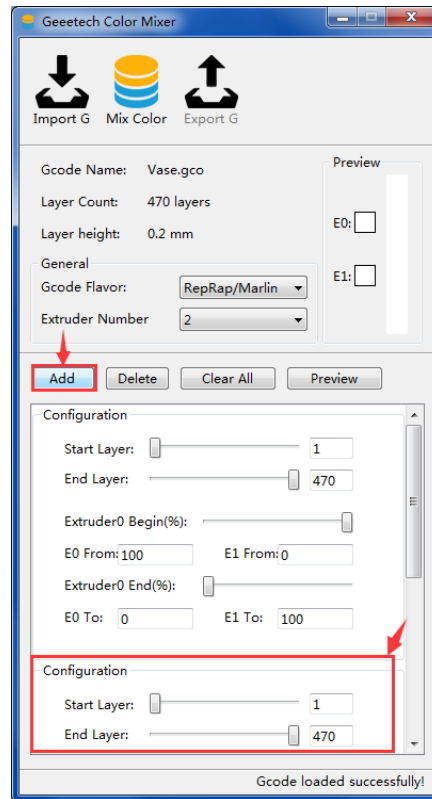 Geeetech Color Mixer
Import G Mix Color Export G
Gcode Name: Vase.gco
Layer Count: 470 layers
Layer height: 0.2 mm
Preview
E0:
E1:
General
Gcode Flavor: RepRap/Marlin
Extruder Number 2
Add Delete Clear All Preview
Configuration
Start Layer: 1
End Layer: 470
Extruder0 Begin(%):
E0 From: 100 E1 From: 0
Extruder0 End(%):
E0 To: 0 E1 To: 100
Configuration
Start Layer: 1
End Layer: 470
Gcode loaded successfully!